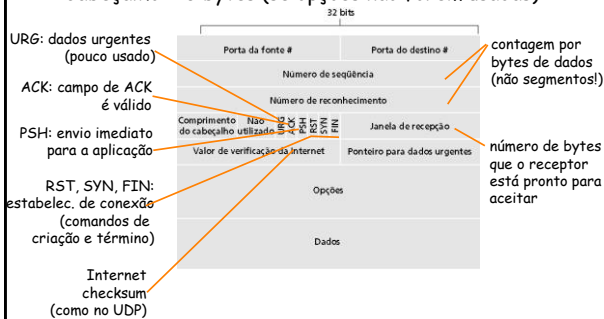 32 bits
URG: dados urgentes
(pouco usado)
ACK: campo de ACK
é válido
PSH: envio imediato
para a aplicação
RST, SYN, FIN:
estabelec. de conexão
(comandos de
criação e término)
Internet
checksum
(como no UDP)
Porta da fonte #
Porta do destino #
Número de seqüência
Número de reconhecimento
Comprimento
do cabeçalho
Não
utilizado
URG
ACK
PSH
RST
SYN
FIN
Janela de recepção
Valor de verificação da Internet
Ponteiro para dados urgentes
Opções
Dados
contagem por
bytes de dados
(não segmentos!)
número de bytes
que o receptor
está pronto para
aceitar